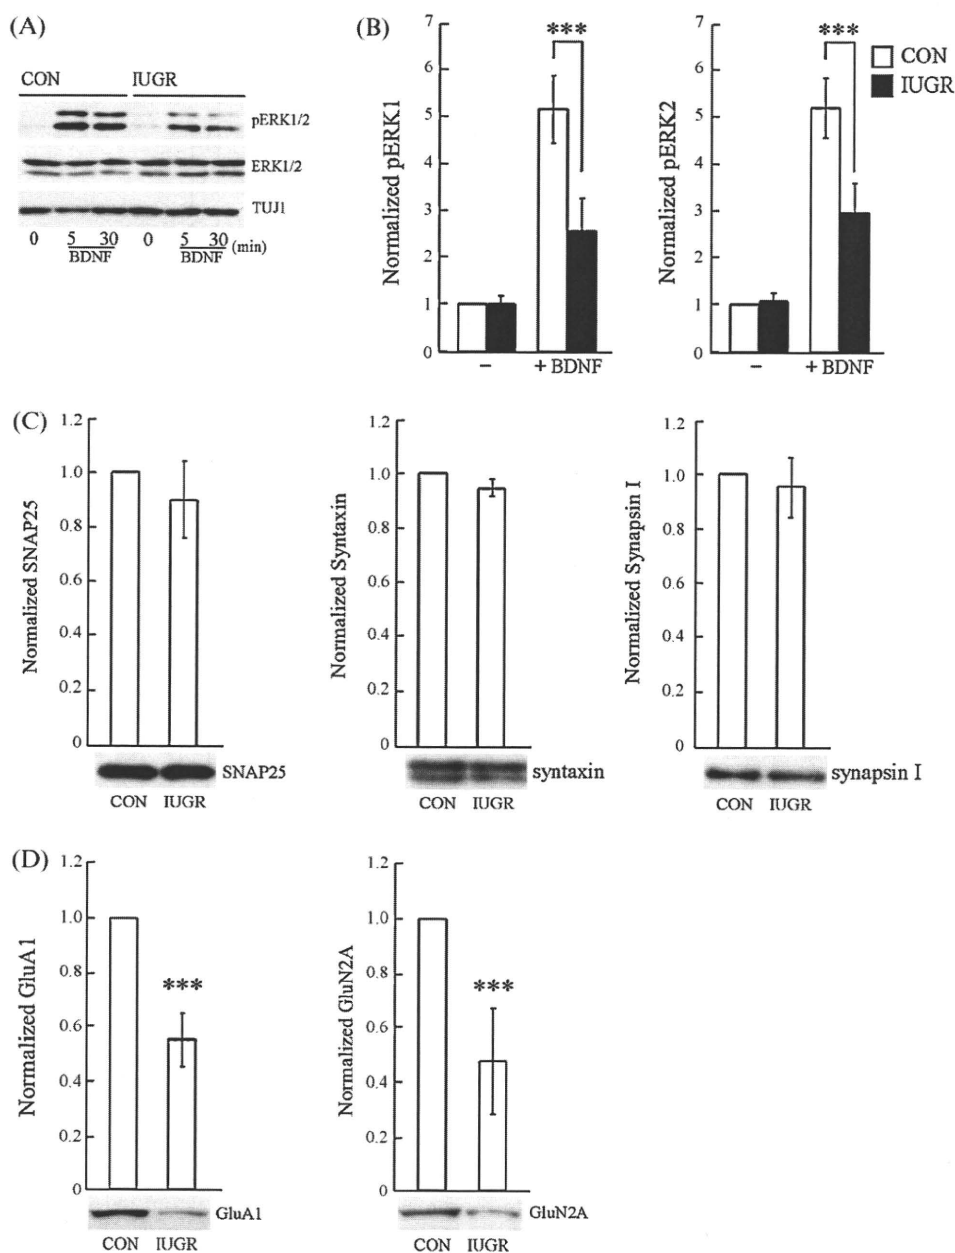 (A)
CON IUGR
pERK1/2
ERK1/2
TUJ1
0 5 30 0 5 30 (min)
BDNF BDNF
(B)
Normalized pERK1
7
6
5
4
3
2
1
0
***
− + BDNF
Normalized pERK2
7
6
5
4
3
2
1
0
***
− + BDNF
CON
IUGR
(C)
Normalized SNAP25
1.2
1.0
0.8
0.6
0.4
0.2
0
SNAP25
CON IUGR
Normalized Syntaxin
1.2
1.0
0.8
0.6
0.4
0.2
0
syntaxin
CON IUGR
Normalized Synapsin I
1.2
1.0
0.8
0.6
0.4
0.2
0
synapsin I
CON IUGR
(D)
Normalized GluA1
1.2
1.0
0.8
0.6
0.4
0.2
0
***
GluA1
CON IUGR
Normalized GluN2A
1.2
1.0
0.8
0.6
0.4
0.2
0
***
GluN2A
CON IUGR